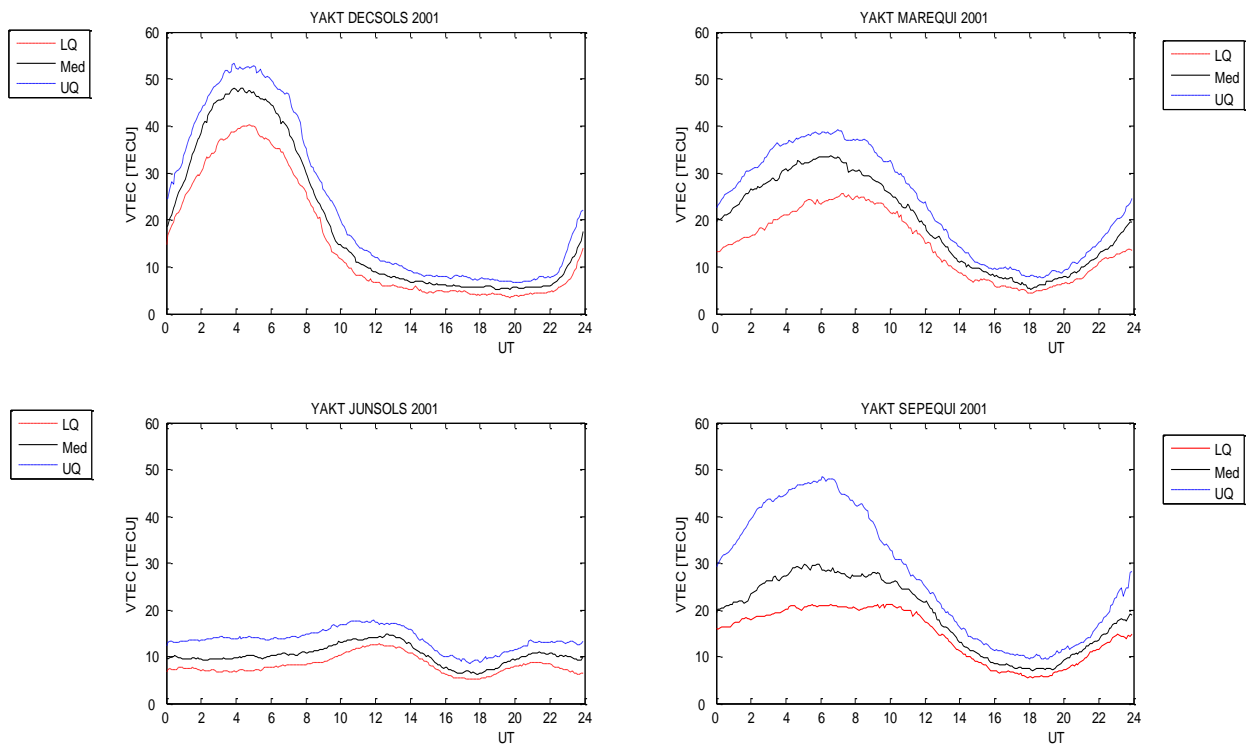 YAKT DECSOLS 2001
LQ
Med
UQ
60
50
40
30
20
10
0
VTEC [TECU]
0 2 4 6 8 10 12 14 16 18 20 22 24
UT
YAKT MAREQUI 2001
LQ
Med
UQ
60
50
40
30
20
10
0
VTEC [TECU]
0 2 4 6 8 10 12 14 16 18 20 22 24
UT
YAKT JUNSOLS 2001
LQ
Med
UQ
60
50
40
30
20
10
0
VTEC [TECU]
0 2 4 6 8 10 12 14 16 18 20 22 24
UT
YAKT SEPEQUI 2001
LQ
Med
UQ
60
50
40
30
20
10
0
VTEC [TECU]
0 2 4 6 8 10 12 14 16 18 20 22 24
UT